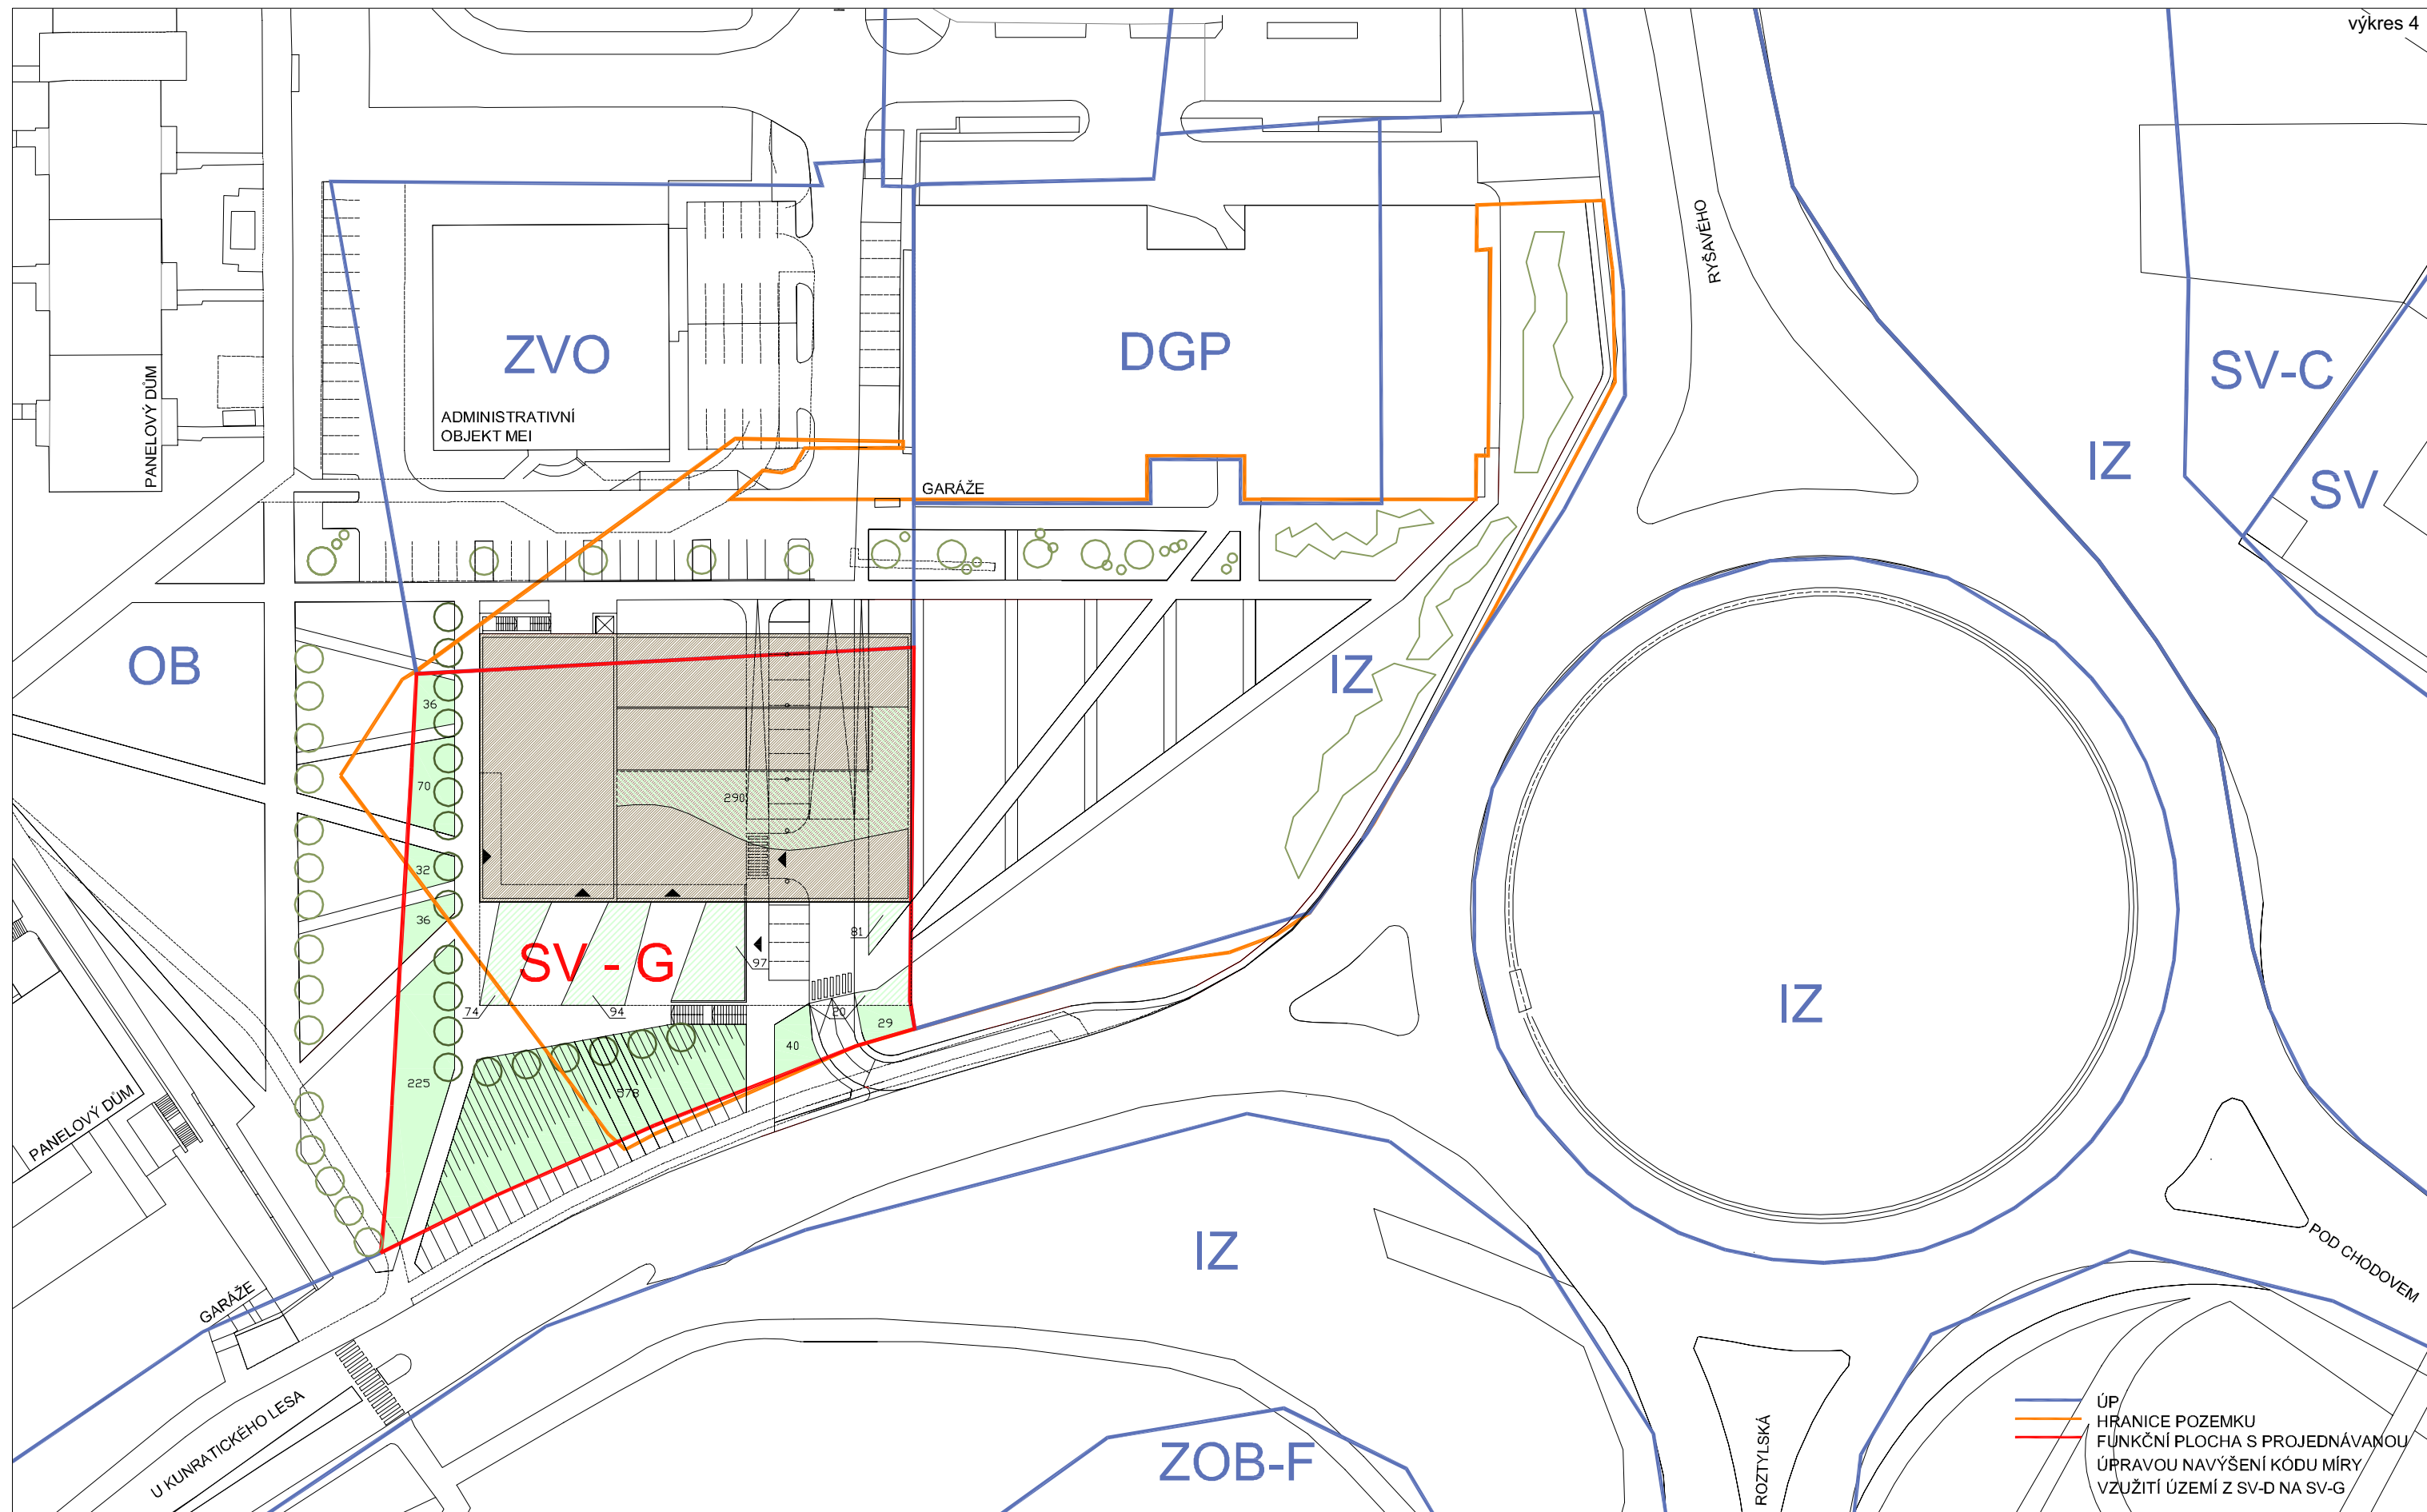 výkres 4
RYŠAVÉHO
ZVO
DGP
SV-C
PANELOVÝ DŮM
ADMINISTRATIVNÍ
OBJEKT MEI
IZ
SV
GARÁŽE
OB
IZ
36
70
290
32
36
81
SV - G
97
74
94
20
29
IZ
40
225
578
PANELOVÝ DŮM
IZ
POD CHODOVEM
GARÁŽE
U KUNRATICKÉHO LESA
ZOB-F
ROZTYLSKÁ
ÚP
HRANICE POZEMKU
FUNKČNÍ PLOCHA S PROJEDNÁVANOU
ÚPRAVOU NAVÝŠENÍ KÓDU MÍRY
VZUŽITÍ ÚZEMÍ Z SV-D NA SV-G